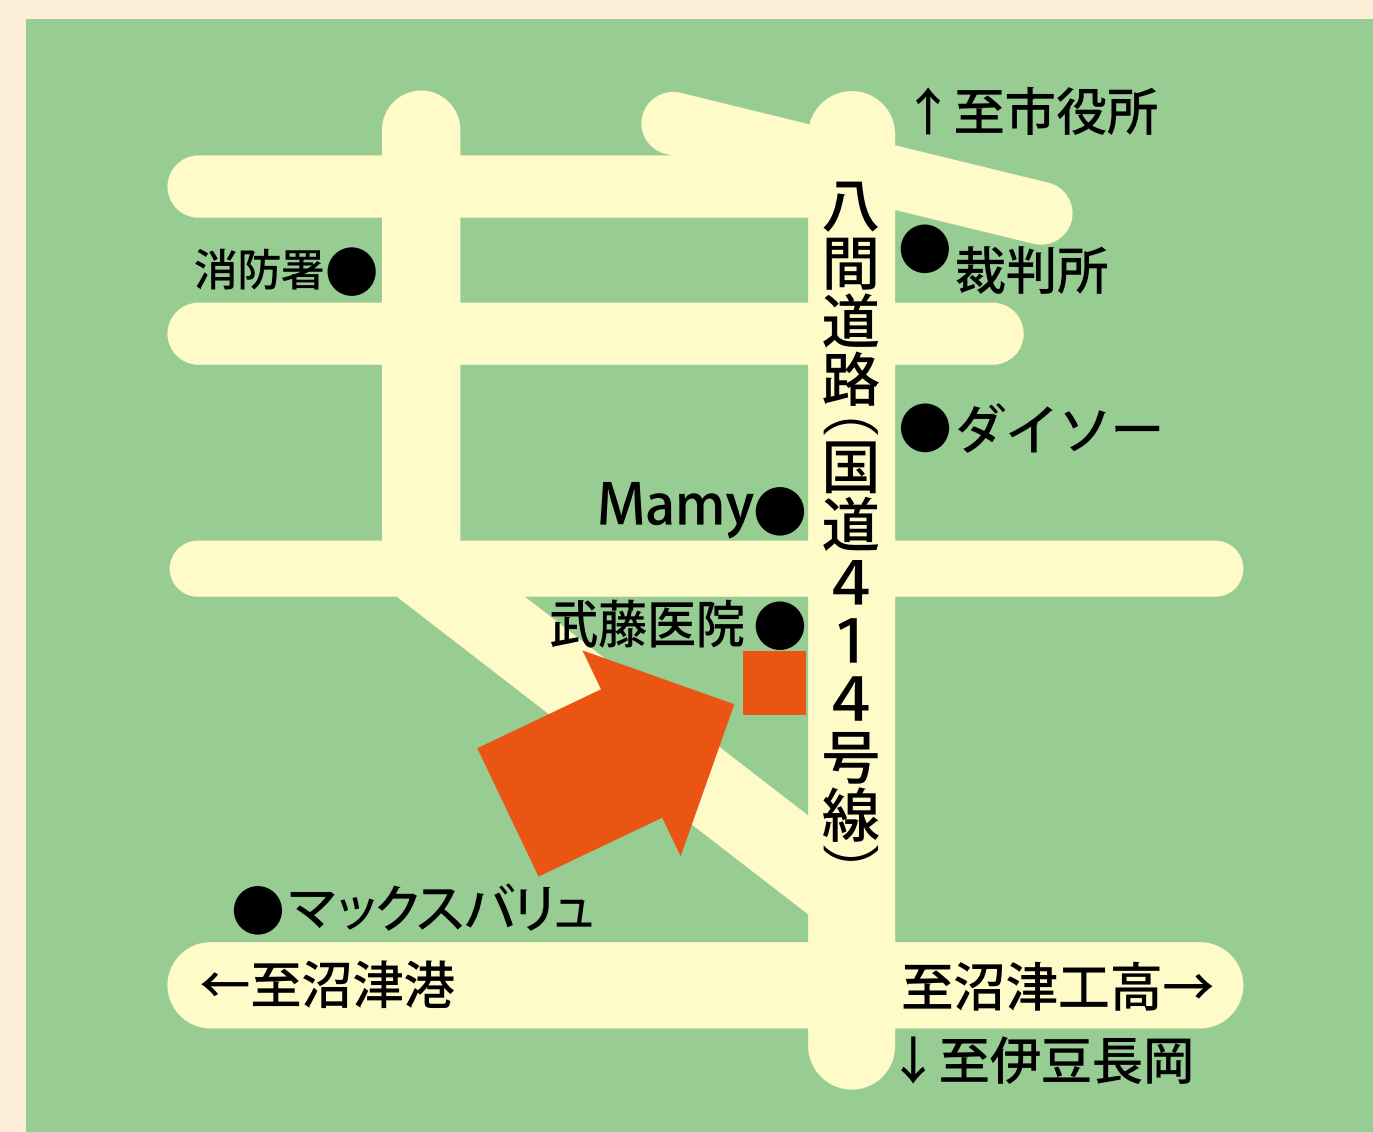 ↑至市役所
八間道路(国道414号線)
消防署
裁判所
ダイソー
Mamy
武藤医院
マックスバリュ
←至沼津港
至沼津工高→
↓至伊豆長岡